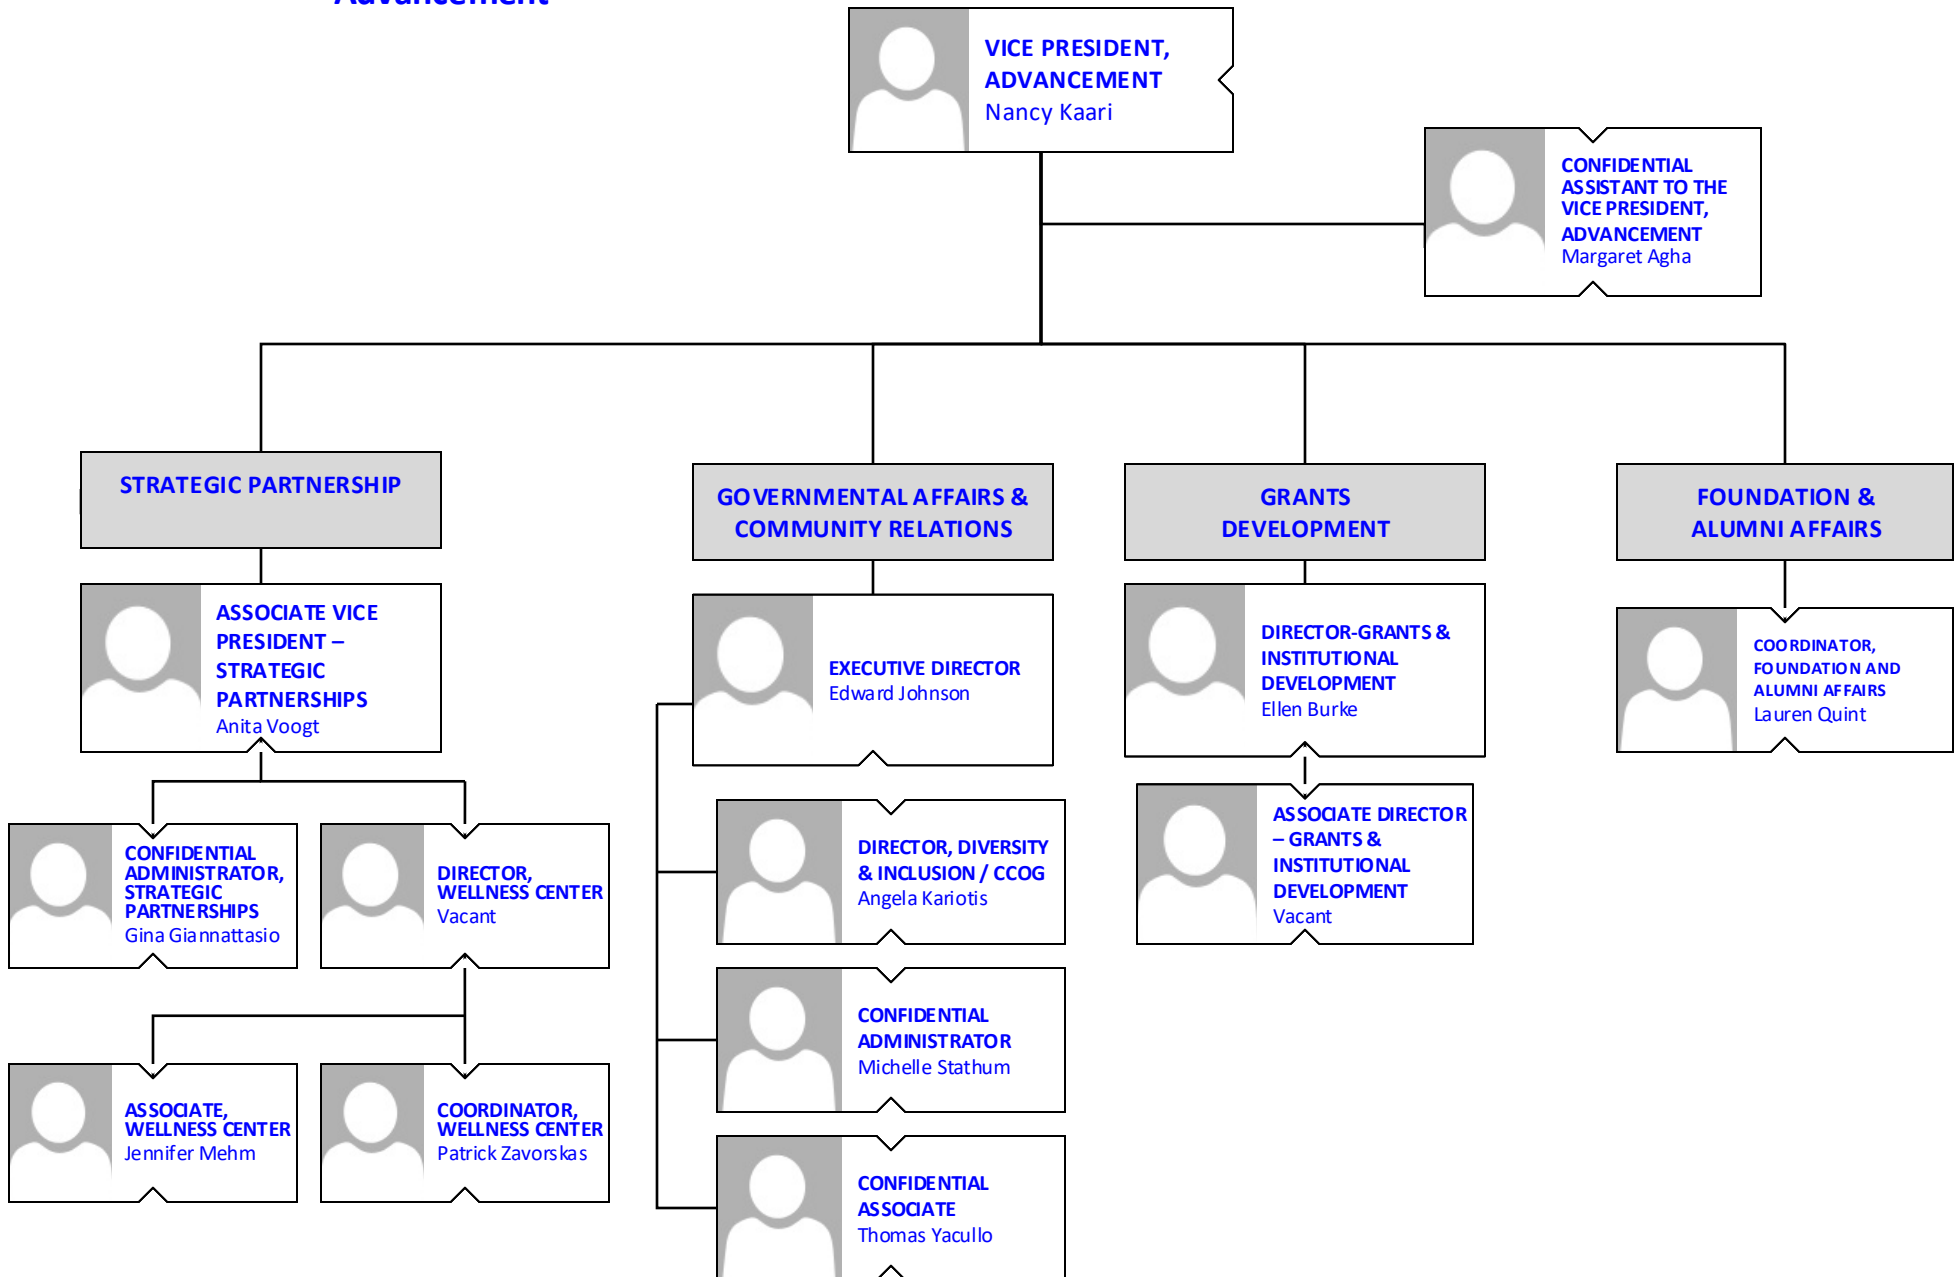 Advancement
VICE PRESIDENT,
ADVANCEMENT
Nancy Kaari
CONFIDENTIAL
ASSISTANT TO THE
VICE PRESIDENT,
ADVANCEMENT
Margaret Agha
STRATEGIC PARTNERSHIP
GOVERNMENTAL AFFAIRS &
COMMUNITY RELATIONS
GRANTS
DEVELOPMENT
FOUNDATION &
ALUMNI AFFAIRS
ASSOCIATE VICE
PRESIDENT –
STRATEGIC
PARTNERSHIPS
Anita Voogt
EXECUTIVE DIRECTOR
Edward Johnson
DIRECTOR-GRANTS &
INSTITUTIONAL
DEVELOPMENT
Ellen Burke
COORDINATOR,
FOUNDATION AND
ALUMNI AFFAIRS
Lauren Quint
CONFIDENTIAL
ADMINISTRATOR,
STRATEGIC
PARTNERSHIPS
Gina Giannattasio
DIRECTOR,
WELLNESS CENTER
Vacant
DIRECTOR, DIVERSITY
& INCLUSION / CCOG
Angela Kariotis
ASSOCIATE DIRECTOR
– GRANTS &
INSTITUTIONAL
DEVELOPMENT
Vacant
CONFIDENTIAL
ADMINISTRATOR
Michelle Stathum
ASSOCIATE,
WELLNESS CENTER
Jennifer Mehm
COORDINATOR,
WELLNESS CENTER
Patrick Zavorskas
CONFIDENTIAL
ASSOCIATE
Thomas Yacullo